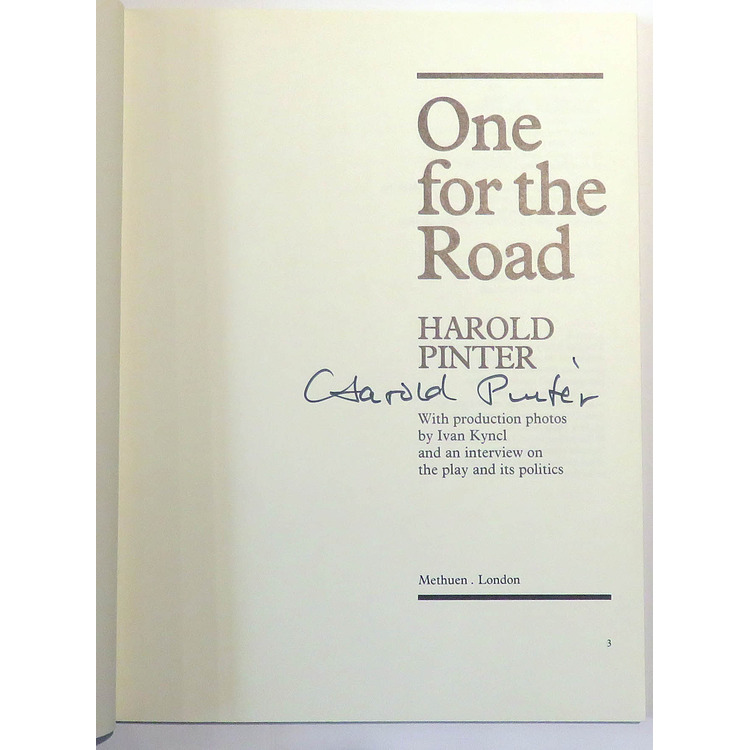 One
for the
Road
HAROLD
PINTER
Harold Pinter
With production photos
by Ivan Kyncl
and an interview on
the play and its politics
Methuen . London
3